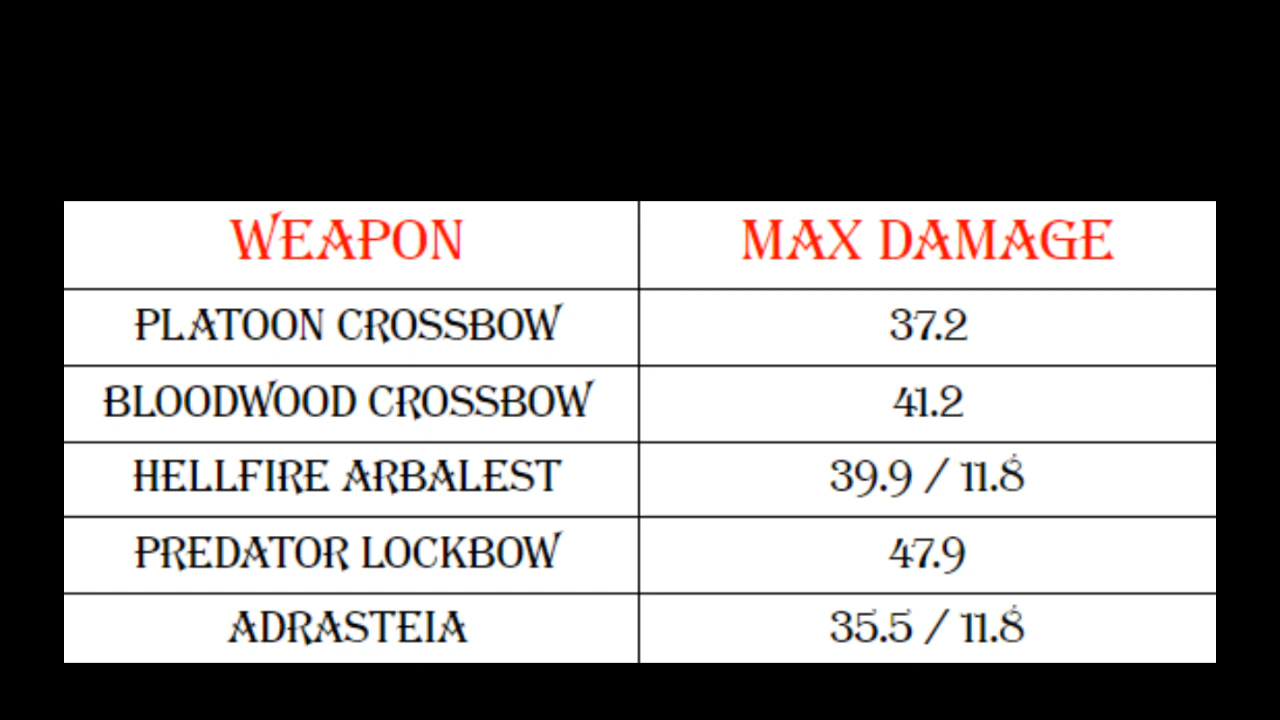 WEAPON MAX DAMAGE
PLATOON CROSSBOW 37.2
BLOODWOOD CROSSBOW 41.2
HELLFIRE ARBALEST 39.9 / 11.8
PREDATOR LOCKBOW 47.9
ADRASTEIA 35.5 / 11.8